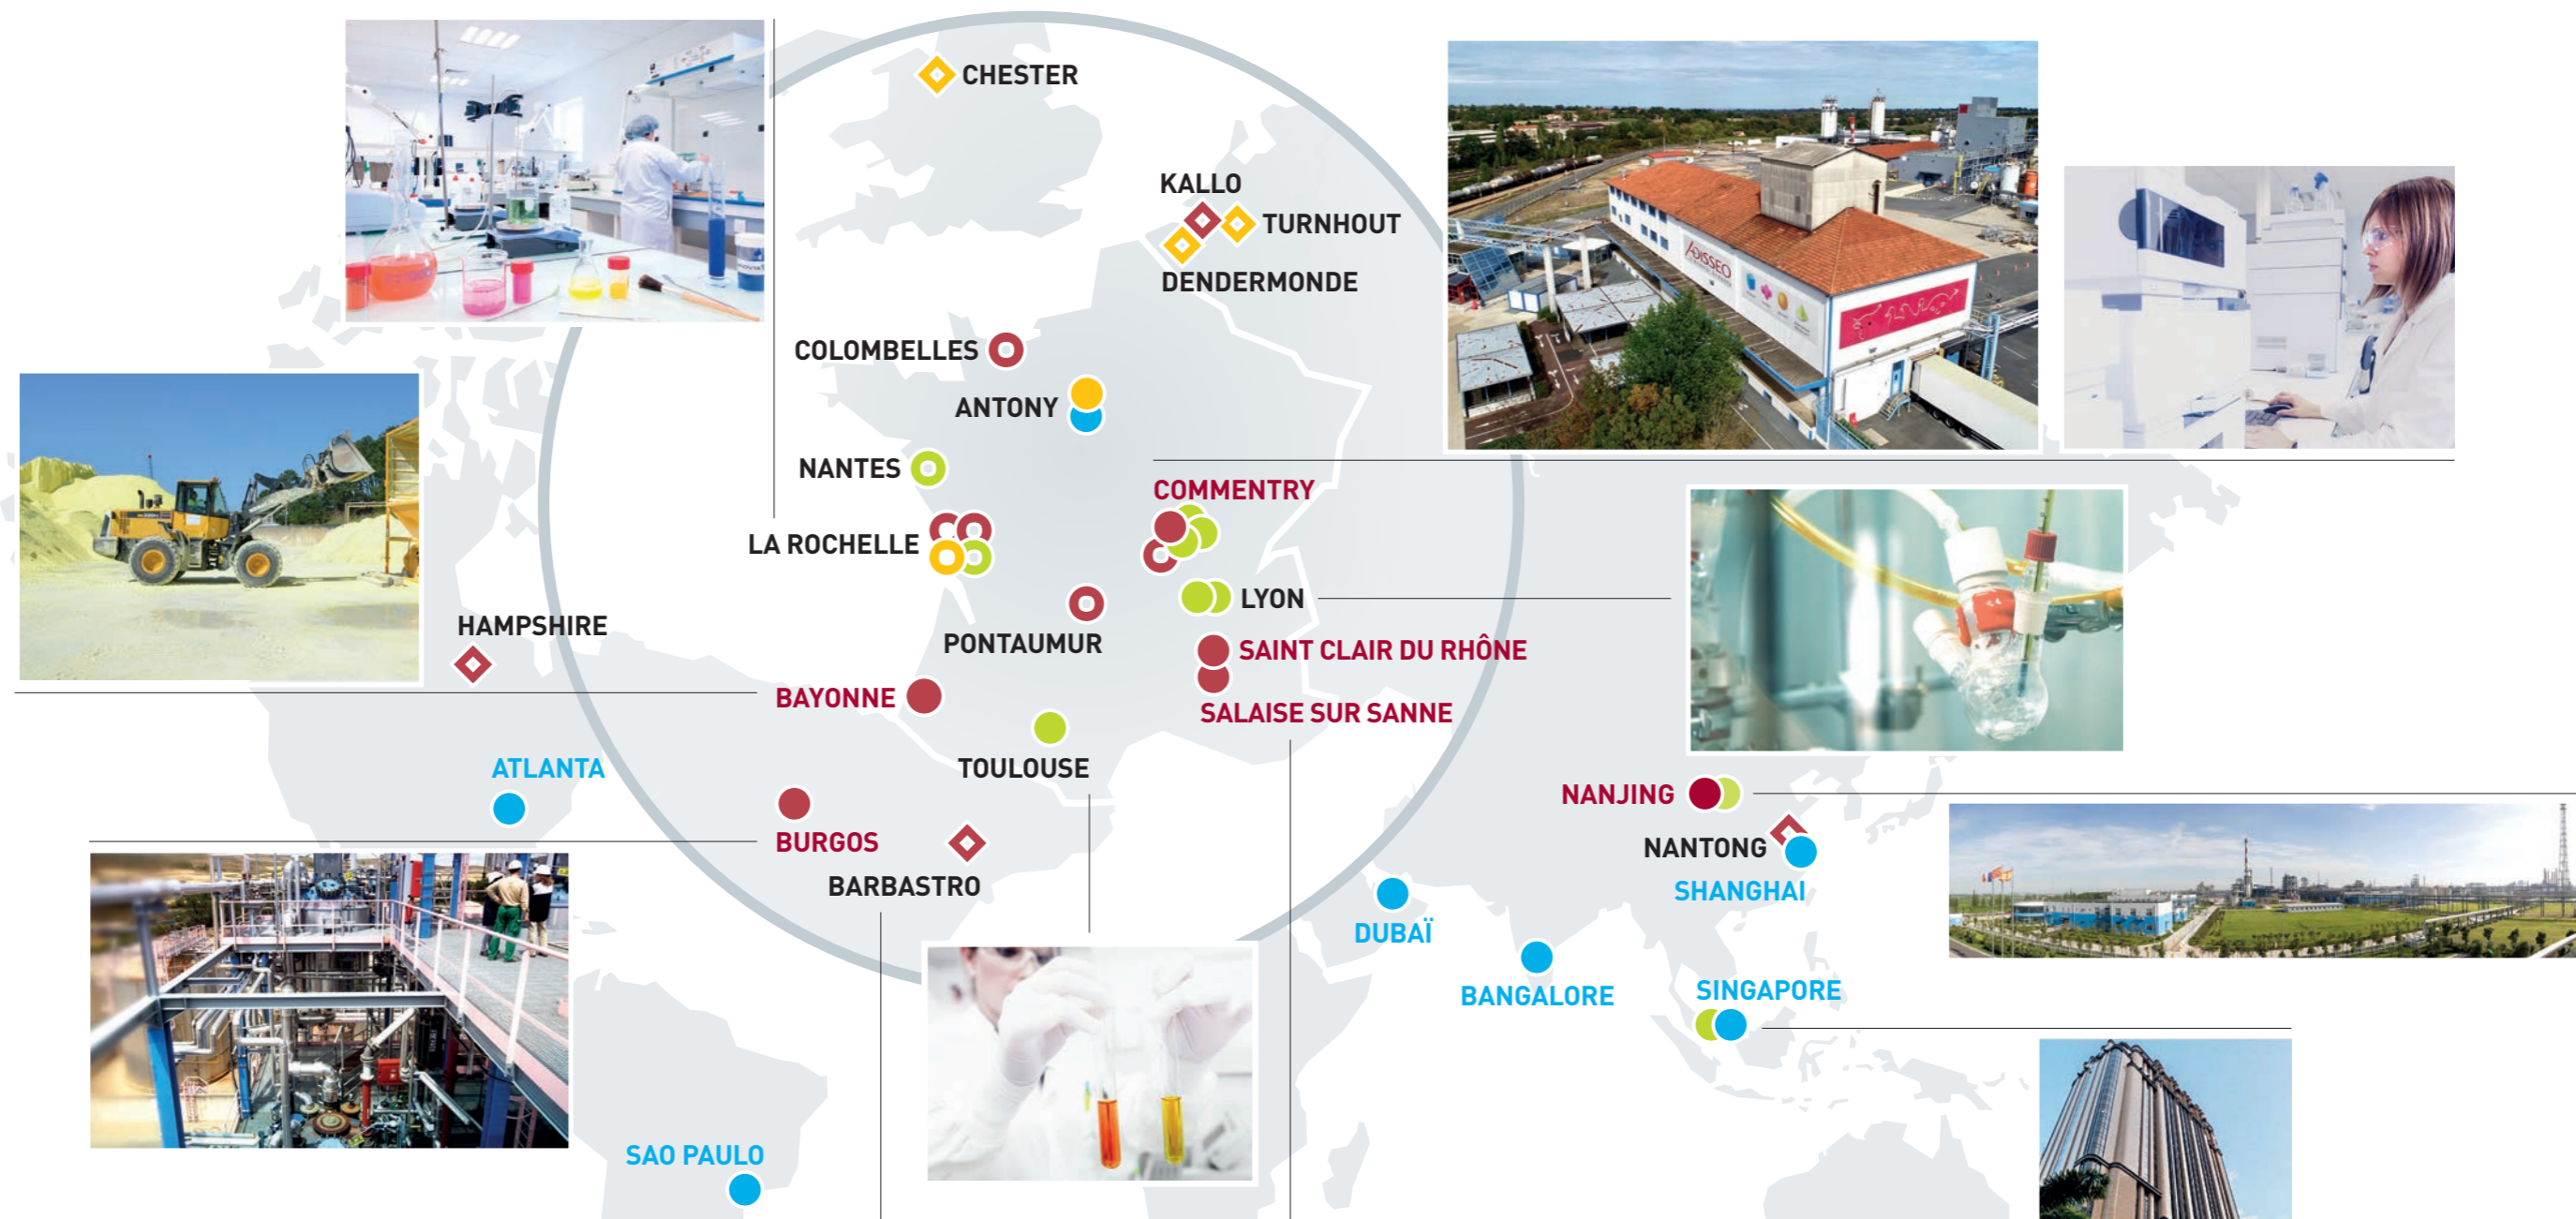 CHESTER
KALLO
TURNHOUT
DENDERMONDE
ADISSEO
COLOMBELLES
ANTONY
NANTES
COMMENTRY
LA ROCHELLE
LYON
HAMPSHIRE
PONTAUMUR
SAINT CLAIR DU RHÔNE
BAYONNE
SALAISE SUR SANNE
ATLANTA
TOULOUSE
NANJING
BURGOS
NANTONG
BARBASTRO
SHANGHAI
DUBAÏ
BANGALORE
SINGAPORE
SAO PAULO